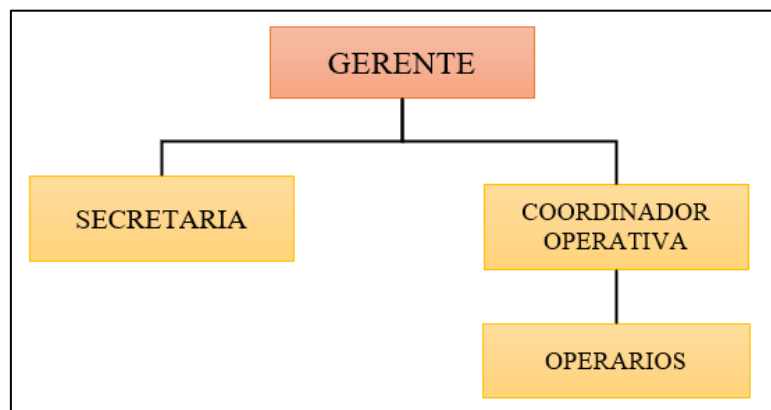 GERENTE
SECRETARIA
COORDINADOR
OPERATIVA
OPERARIOS